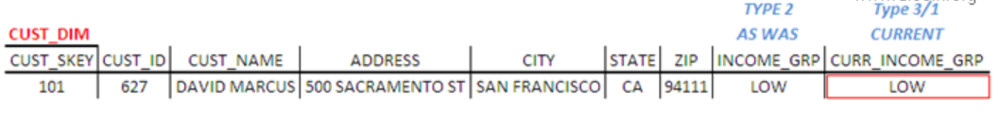 TYPE 2
Type 3/1
CUST_DIM
AS WAS
CURRENT
CUST_SKEY CUST_ID CUST_NAME ADDRESS CITY STATE ZIP INCOME_GRP CURR_INCOME_GRP
101 627 DAVID MARCUS 500 SACRAMENTO ST SAN FRANCISCO CA 94111 LOW LOW